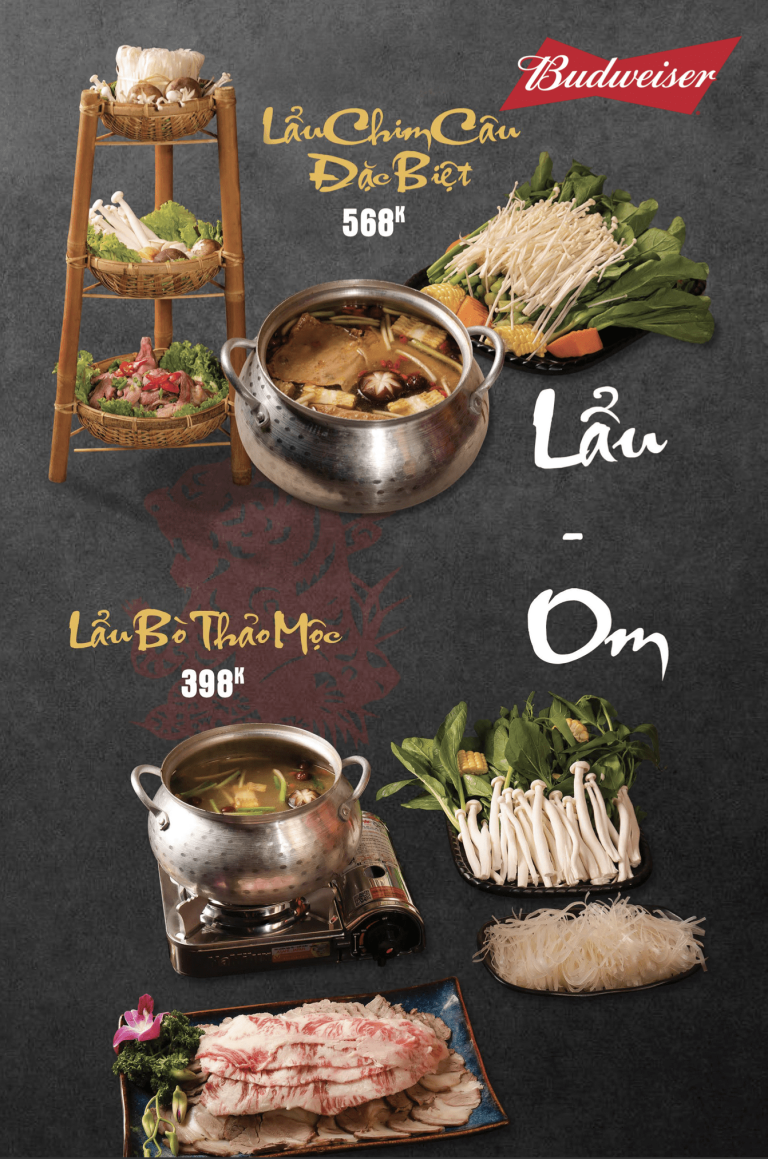 Budweiser
Lẩu Chim Câu
Đặc Biệt
568K
Lẩu
-
Om
Lẩu Bò Thảo Mộc
398K